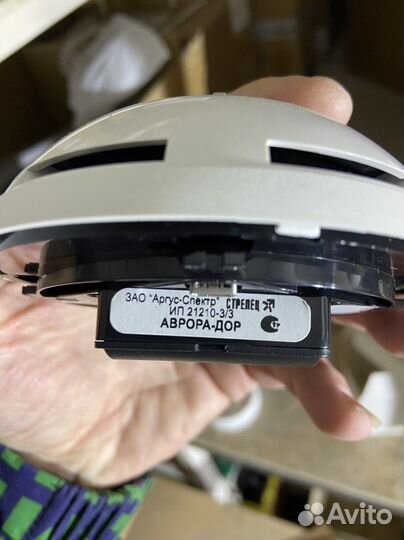 ЗАО "Аргус-Спектр" СТРЕЛЕЦ
ИП 21210-3/3
АВРОРА-ДОР
Avito